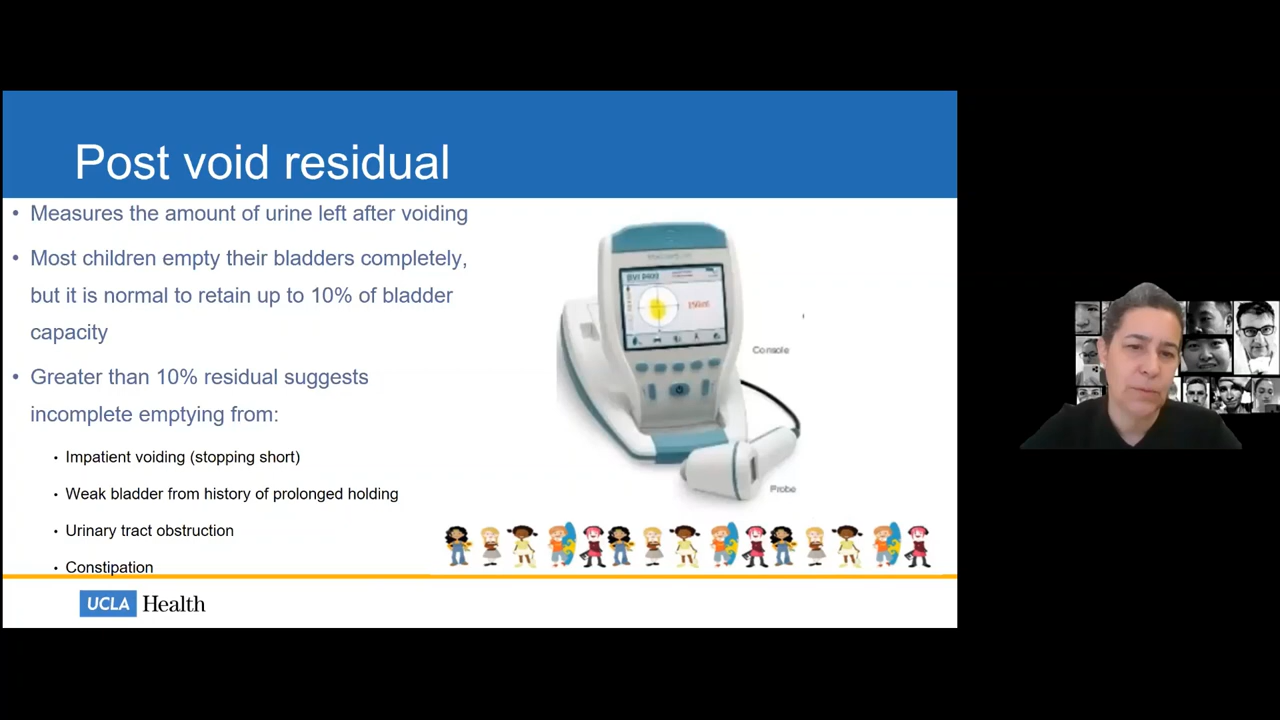 Post void residual
• Measures the amount of urine left after voiding
• Most children empty their bladders completely,
but it is normal to retain up to 10% of bladder
capacity
• Greater than 10% residual suggests
incomplete emptying from:
• Impatient voiding (stopping short)
• Weak bladder from history of prolonged holding
• Urinary tract obstruction
• Constipation
BVI 9400
Console
Probe
UCLA Health